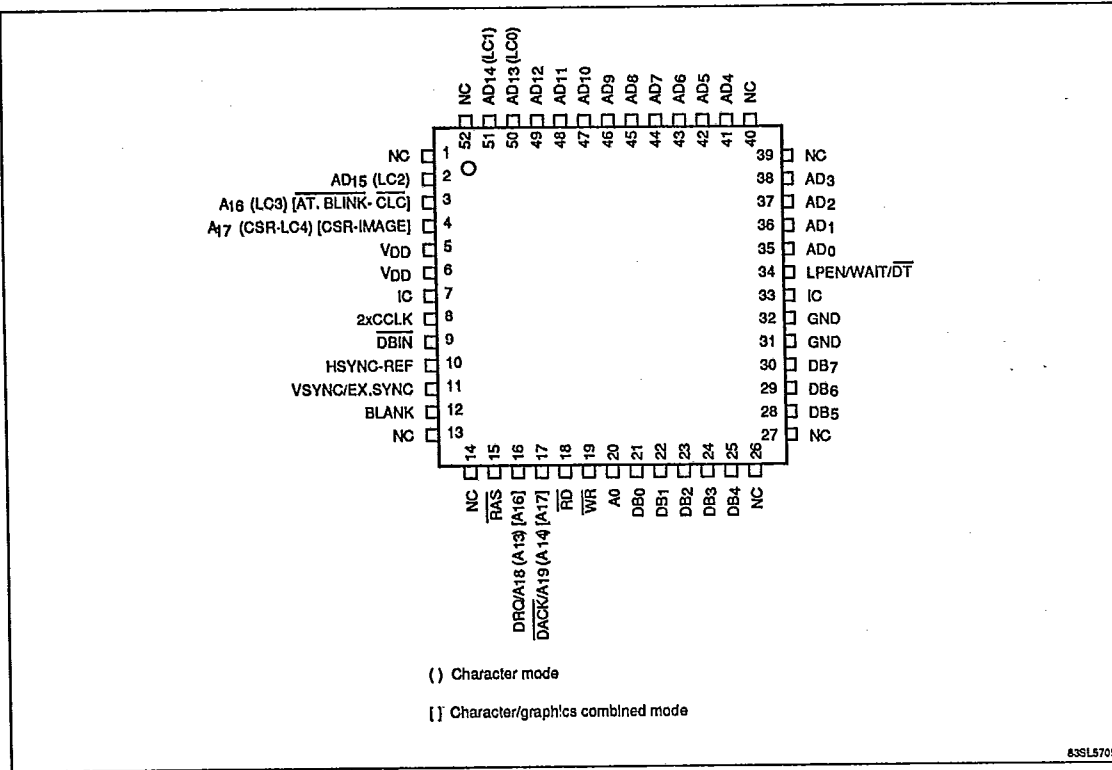 NC
AD14 (LC1)
AD13 (LC0)
AD12
AD11
AD10
AD9
AD8
AD7
AD6
AD5
AD4
NC
52
51
50
49
48
47
46
45
44
43
42
41
40
NC 1
AD15 (LC2) 2
A16 (LC3) [AT. BLINK- CLC] 3
A17 (CSR-LC4) [CSR-IMAGE] 4
VDD 5
VDD 6
IC 7
2xCCLK 8
DBIN 9
HSYNC-REF 10
VSYNC/EX.SYNC 11
BLANK 12
NC 13
39 NC
38 AD3
37 AD2
36 AD1
35 AD0
34 LPEN/WAIT/DT
33 IC
32 GND
31 GND
30 DB7
29 DB6
28 DB5
27 NC
14
15
16
17
18
19
20
21
22
23
24
25
26
NC
RAS
DRQ/A18 (A13) [A16]
DACK/A19 (A14) [A17]
RD
WR
A0
DB0
DB1
DB2
DB3
DB4
NC
( ) Character mode
[ ] Character/graphics combined mode